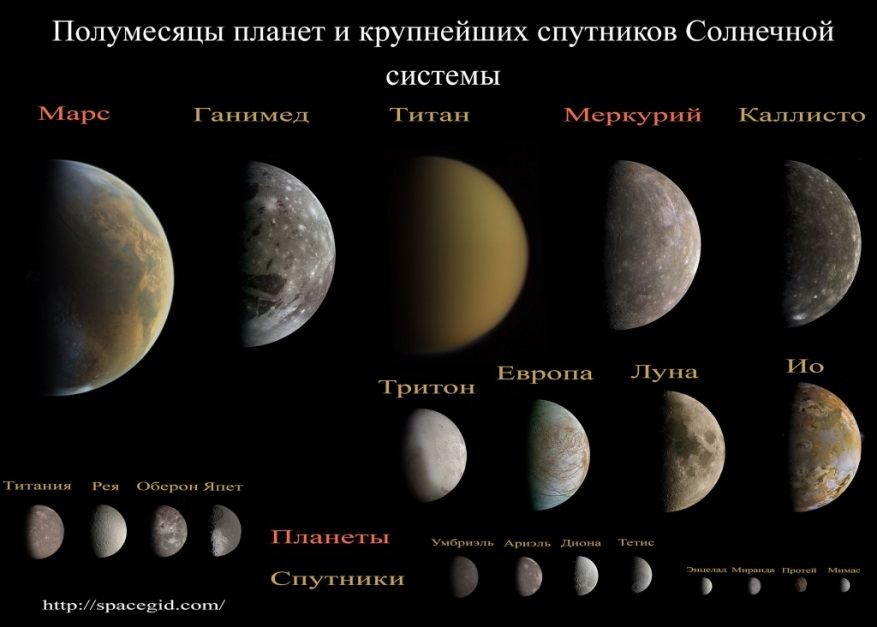 Полумесяцы планет и крупнейших спутников Солнечной
системы
Марс Ганимед Титан Меркурий Каллисто
Тритон Европа Луна Ио
Титания Рея Оберон Япет
Планеты
Умбриэль Ариэль Диона Тетис
Энцелад Миранда Протей Мимас
Спутники
http://spacegid.com/